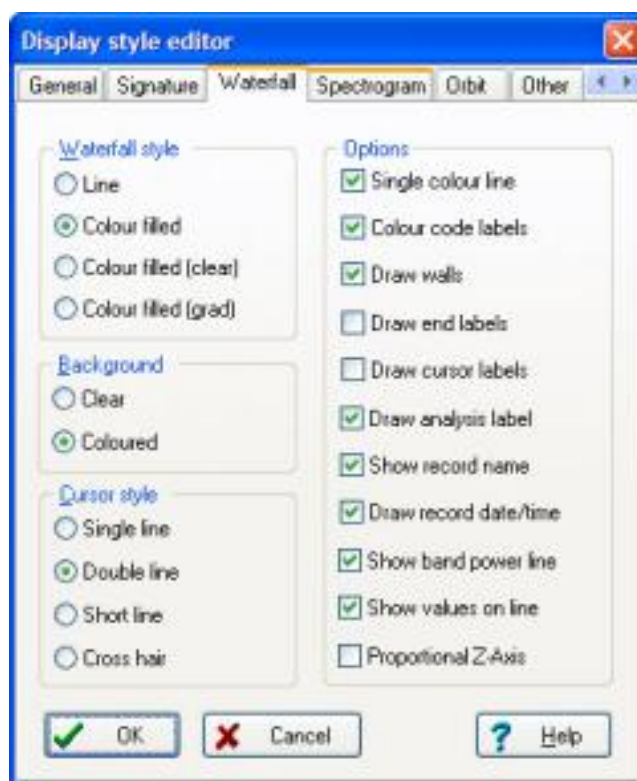 Display style editor
General Signature Waterfall Spectrogram Orbit Other
Waterfall style
Line
Colour filled
Colour filled (clear)
Colour filled (grad)
Background
Clear
Coloured
Cursor style
Single line
Double line
Short line
Cross hair
Options
Single colour line
Colour code labels
Draw walls
Draw end labels
Draw cursor labels
Draw analysis label
Show record name
Draw record date/time
Show band power line
Show values on line
Proportional Z-Axis
OK Cancel Help